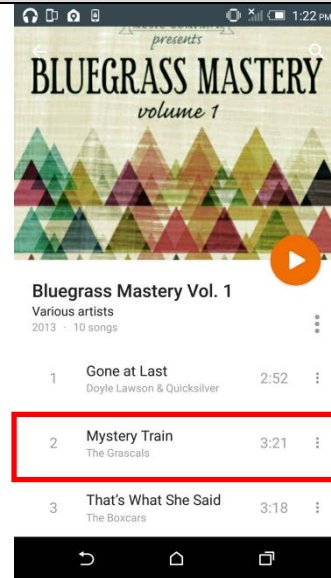 1:22 PM
presents
BLUEGRASS MASTERY
volume 1
Bluegrass Mastery Vol. 1
Various artists
2013 · 10 songs
1 Gone at Last 2:52
Doyle Lawson & Quicksilver
2 Mystery Train 3:21
The Grascals
3 That's What She Said 3:18
The Boxcars